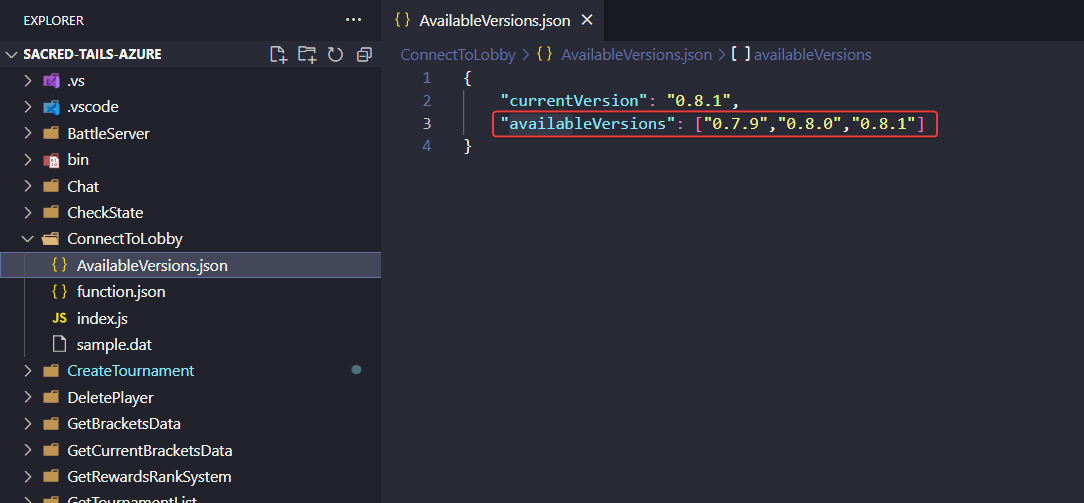 EXPLORER
SACRED-TAILS-AZURE
.vs
.vscode
BattleServer
bin
Chat
CheckState
ConnectToLobby
{} AvailableVersions.json
{} function.json
JS index.js
sample.dat
CreateTournament
DeletePlayer
GetBracketsData
GetCurrentBracketsData
GetRewardsRankSystem
GetTournamentList
{} AvailableVersions.json ×
ConnectToLobby > {} AvailableVersions.json > [ ] availableVersions
1 {
2 "currentVersion": "0.8.1",
3 "availableVersions": ["0.7.9","0.8.0","0.8.1"]
4 }